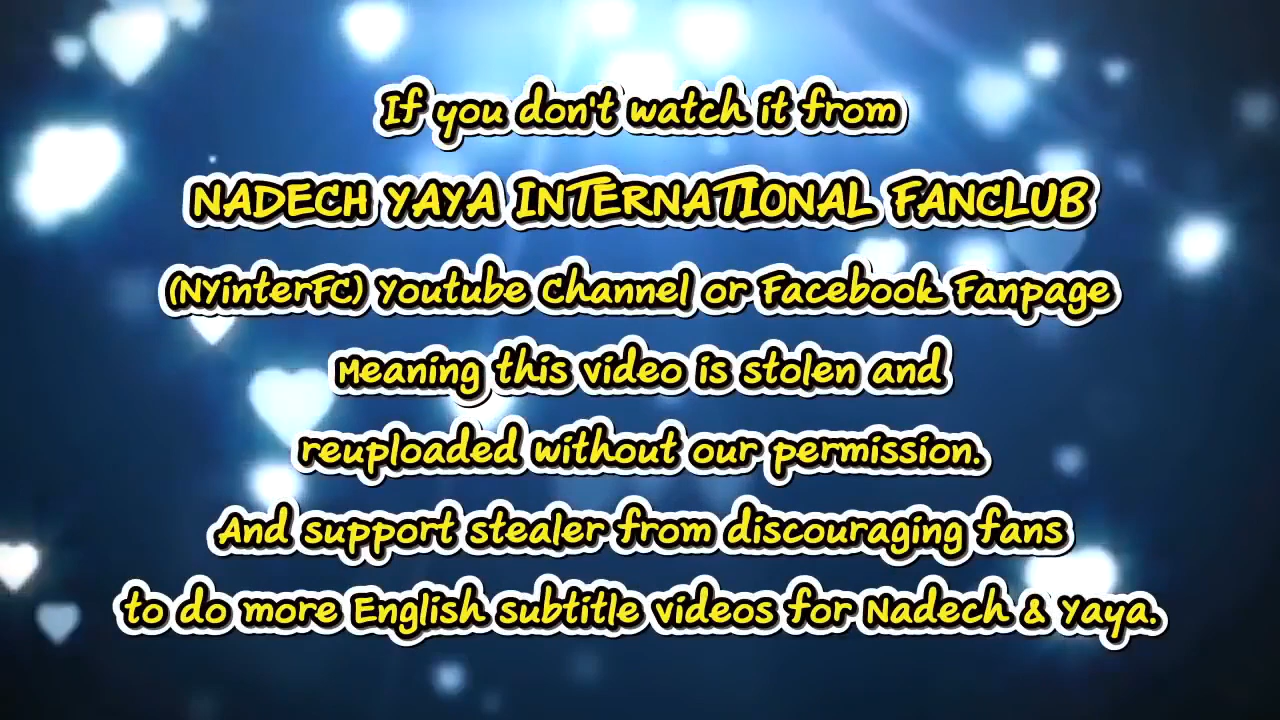 If you don't watch it from
NADECH YAYA INTERNATIONAL FANCLUB
(NYinterFC) Youtube Channel or Facebook Fanpage
Meaning this video is stolen and
reuploaded without our permission.
And support stealer from discouraging fans
to do more English subtitle videos for Nadech & Yaya.